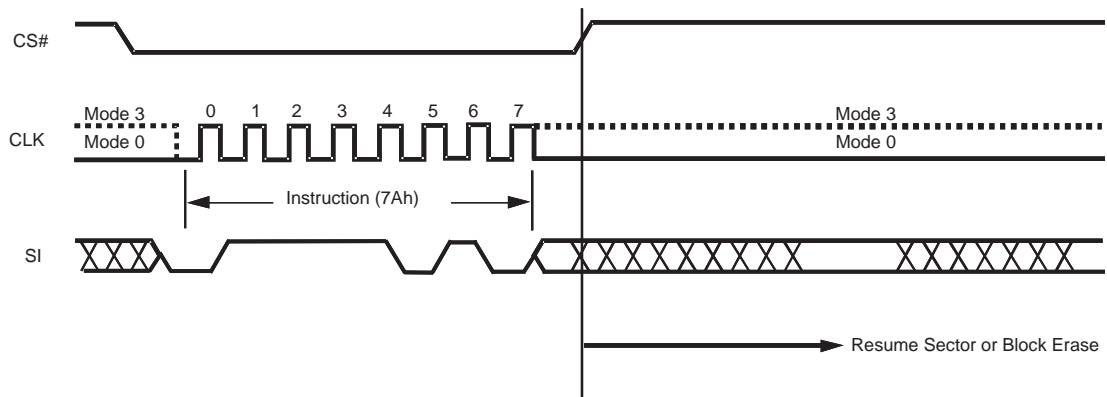 CS#
Mode 3
0 1 2 3 4 5 6 7
Mode 3
CLK
Mode 0
Mode 0
Instruction (7Ah)
SI
Resume Sector or Block Erase